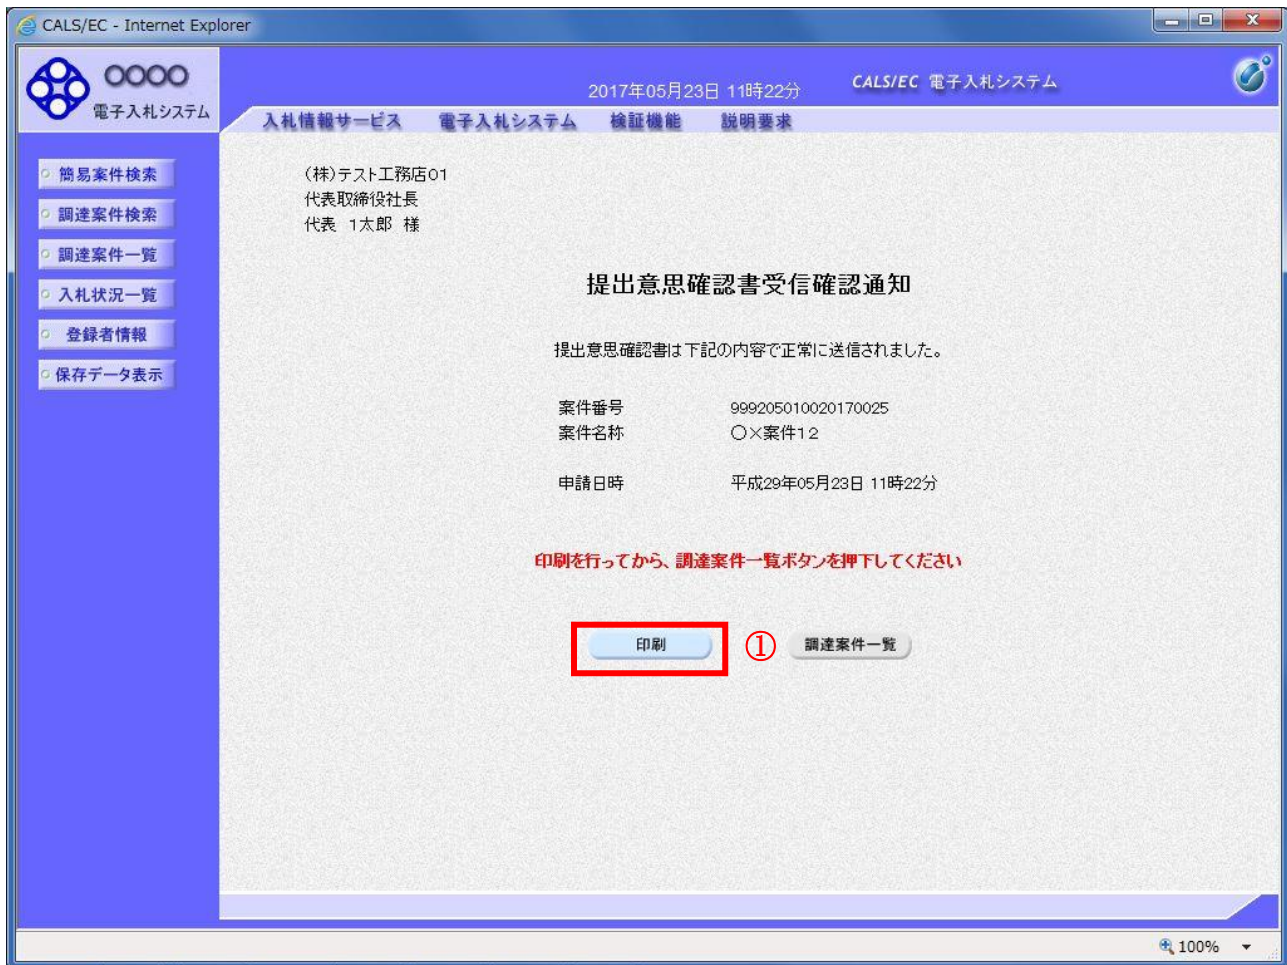 CALS/EC - Internet Explorer
○○○○
電子入札システム
2017年05月23日 11時22分
CALS/EC 電子入札システム
入札情報サービス 電子入札システム 検証機能 説明要求
簡易案件検索
調達案件検索
調達案件一覧
入札状況一覧
登録者情報
保存データ表示
(株)テスト工務店01
代表取締役社長
代表 1太郎 様
提出意思確認書受信確認通知
提出意思確認書は下記の内容で正常に送信されました。
案件番号 999205010020170025
案件名称 ○×案件12
申請日時 平成29年05月23日 11時22分
印刷を行ってから、調達案件一覧ボタンを押下してください
印刷 ① 調達案件一覧
100%